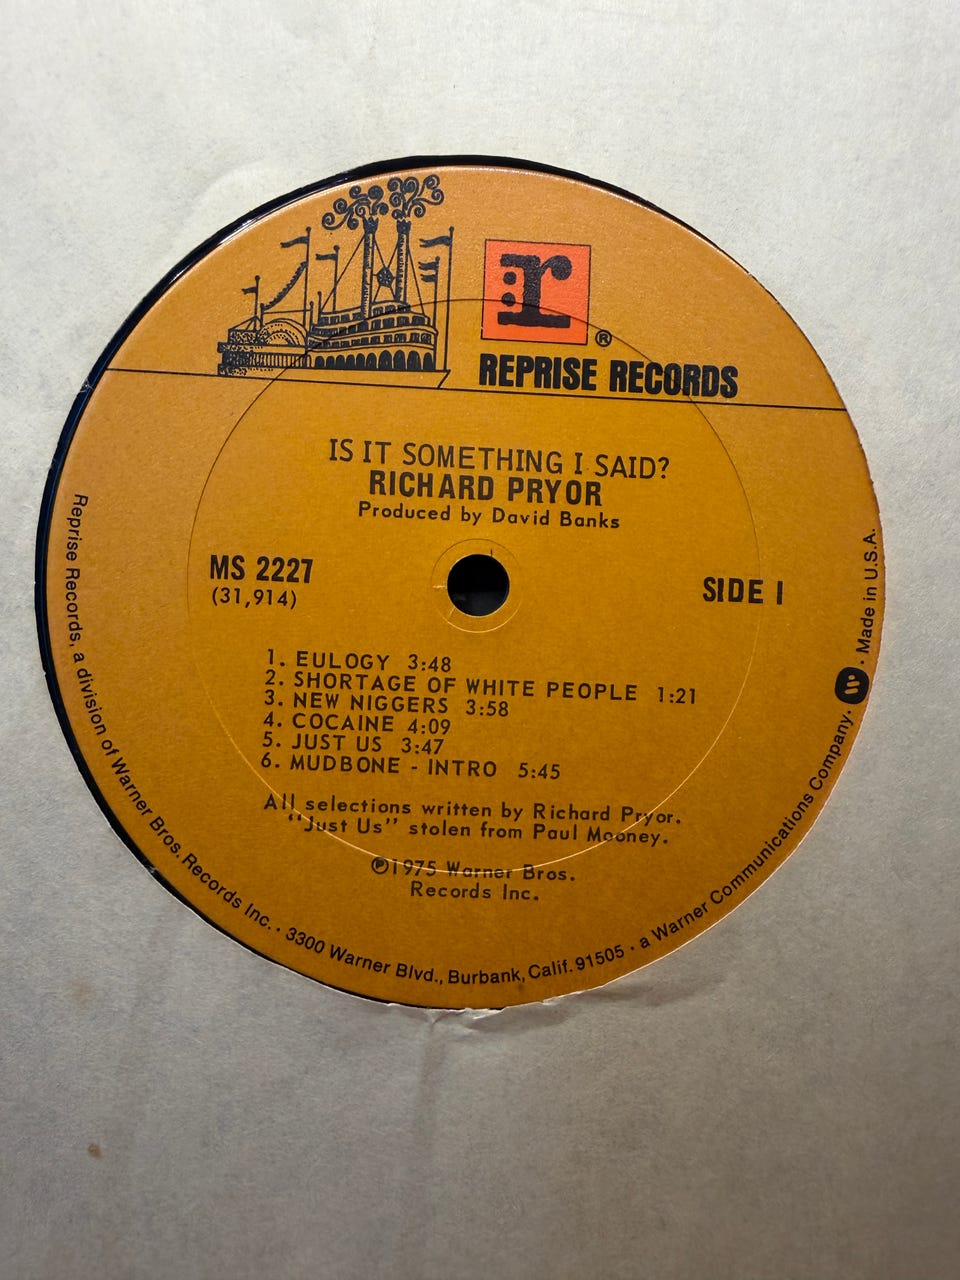 r
®
REPRISE RECORDS
IS IT SOMETHING I SAID?
RICHARD PRYOR
Produced by David Banks
MS 2227
(31,914)
SIDE 1
1. EULOGY 3:48
2. SHORTAGE OF WHITE PEOPLE 1:21
3. NEW NIGGERS 3:58
4. COCAINE 4:09
5. JUST US 3:47
6. MUDBONE - INTRO 5:45
All selections written by Richard Pryor.
"Just Us" stolen from Paul Mooney.
℗1975 Warner Bros.
Records Inc.
Reprise Records, a division of Warner Bros. Records Inc. · 3300 Warner Blvd., Burbank, Calif. 91505 · a Warner Communications Company · W · Made in U.S.A.